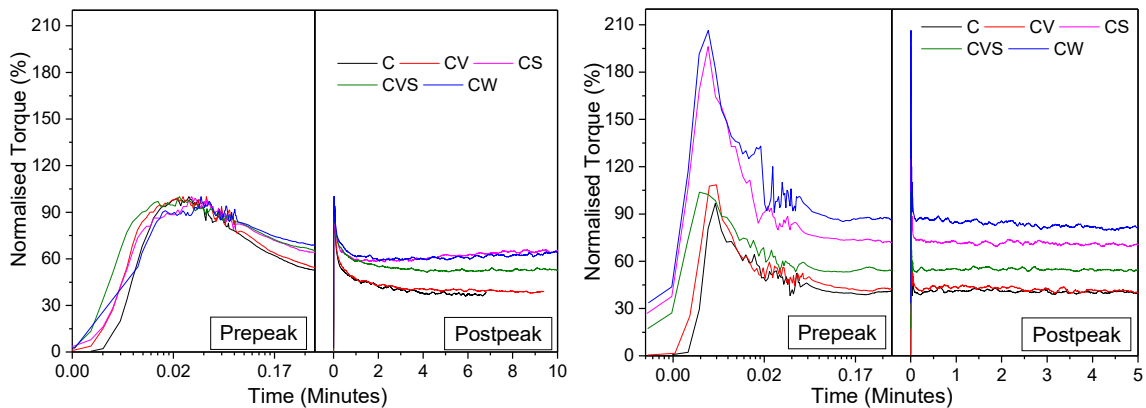 Normalised Torque (%)
210
180
150
120
90
60
30
0
C CV CS
CVS CW
Prepeak
Postpeak
0.00 0.02 0.17 0 2 4 6 8 10
Time (Minutes)
Normalised Torque (%)
210
180
150
120
90
60
30
0
C CV CS
CVS CW
Prepeak
Postpeak
0.00 0.02 0.17 0 1 2 3 4 5
Time (Minutes)